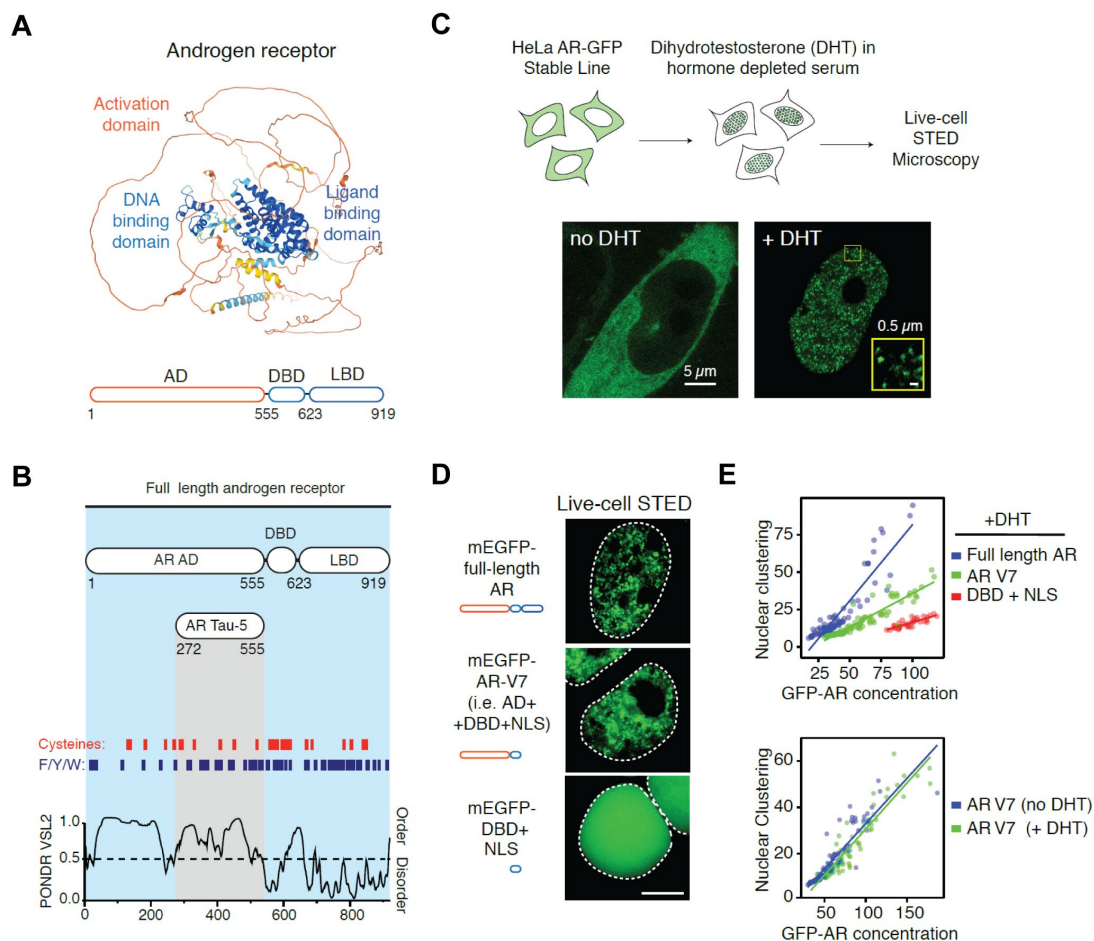 A
Androgen receptor
Activation
domain
DNA
binding
domain
Ligand
binding
domain
AD
DBD
LBD
1
555
623
919
B
Full length androgen receptor
DBD
AR AD
LBD
1
555
623
919
AR Tau-5
272
555
Cysteines:
F/Y/W:
PONDR VSL2
1.0
0.5
0.0
Order
Disorder
0
200
400
600
800
C
HeLa AR-GFP
Stable Line
Dihydrotestosterone (DHT) in
hormone depleted serum
Live-cell
STED
Microscopy
no DHT
5 µm
+ DHT
0.5 µm
D
Live-cell STED
mEGFP-
full-length
AR
mEGFP-
AR-V7
(i.e. AD+
+DBD+NLS)
mEGFP-
DBD+
NLS
E
Nuclear clustering
75
50
25
0
25
50
75
100
GFP-AR concentration
+DHT
Full length AR
AR V7
DBD + NLS
Nuclear Clustering
60
40
20
0
50
100
150
GFP-AR concentration
AR V7 (no DHT)
AR V7 (+ DHT)